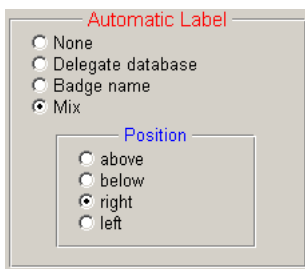 Automatic Label
None
Delegate database
Badge name
Mix
Position
above
below
right
left